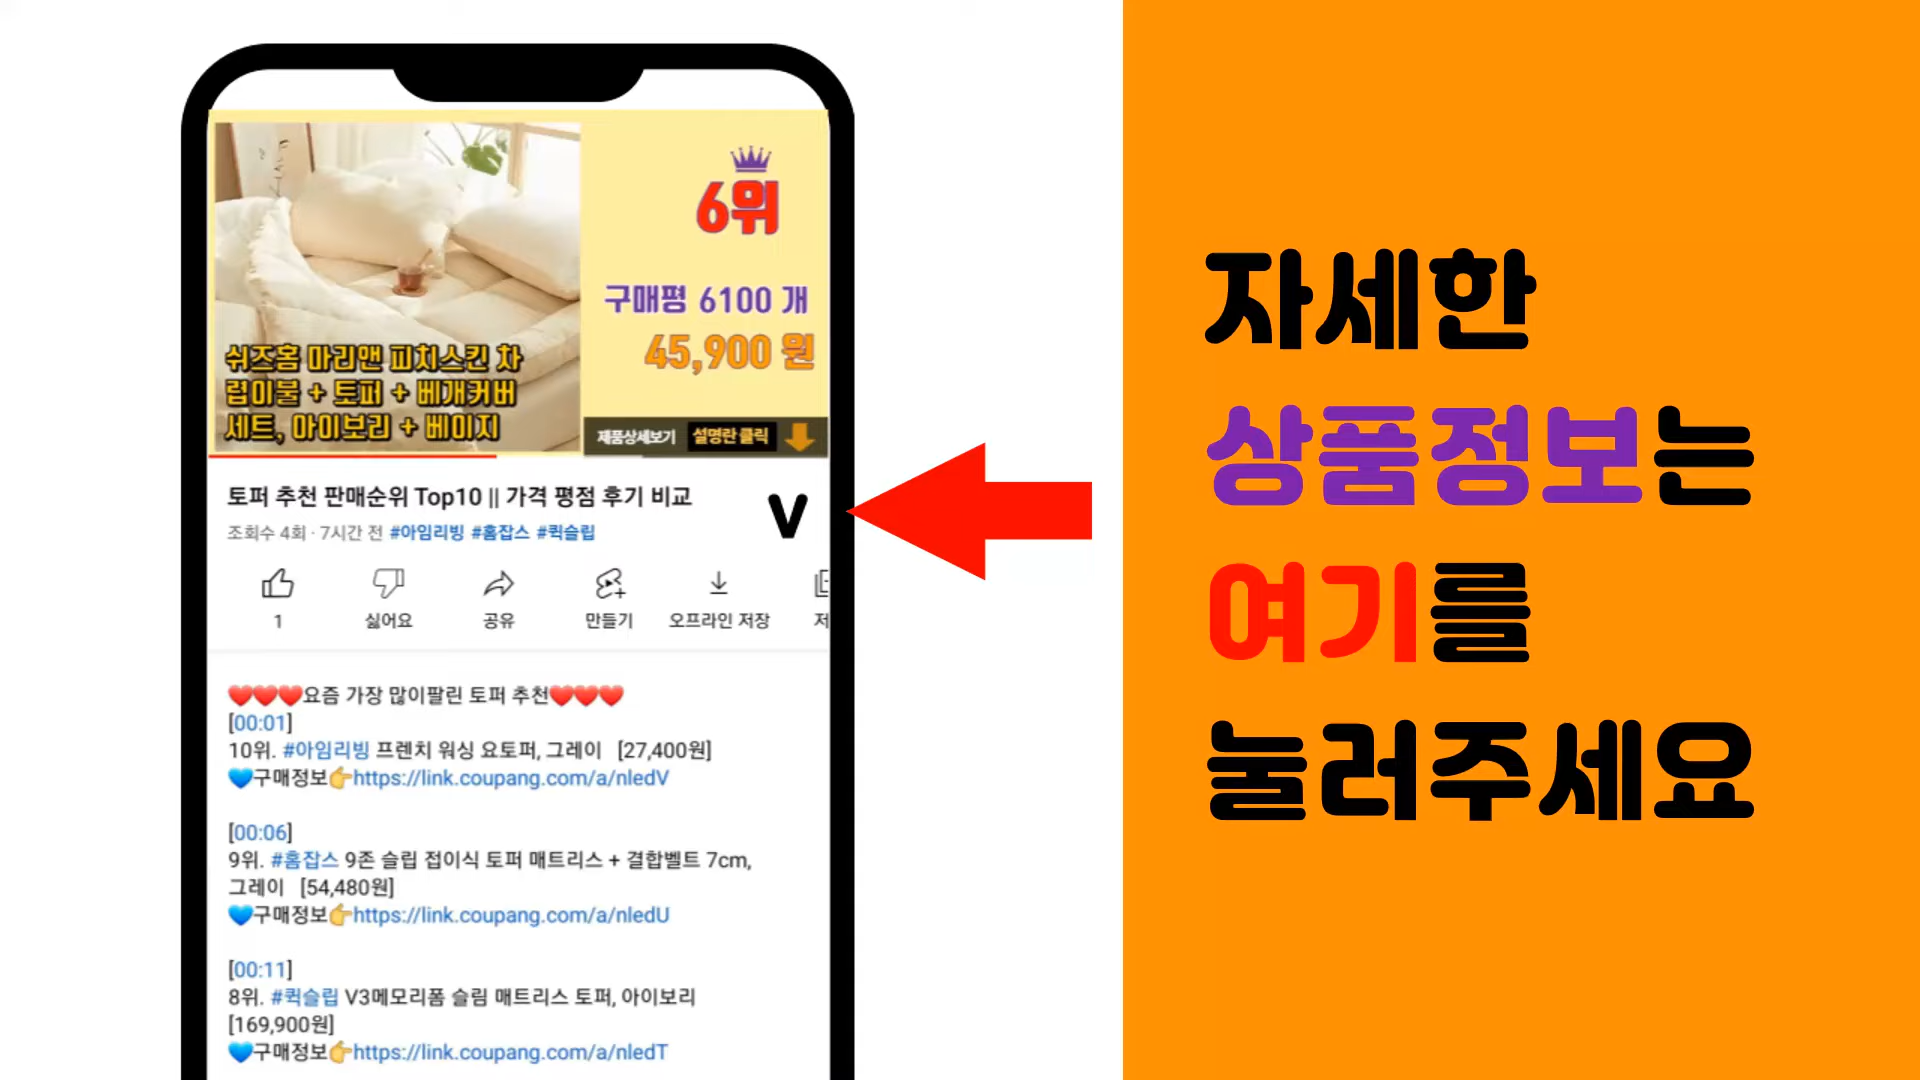 6위
구매평 6100 개
45,900 원
쉬즈홈 마리앤 피치스킨 차
렵이불 + 토퍼 + 베개커버
세트, 아이보리 + 베이지
제품상세보기 설명란 클릭
토퍼 추천 판매순위 Top10 || 가격 평점 후기 비교
V
조회수 4회 · 7시간 전 #아임리빙 #홈잡스 #퀵슬립
1 싫어요 공유 만들기 오프라인 저장 저
❤️❤️❤️요즘 가장 많이팔린 토퍼 추천❤️❤️❤️
[00:01]
10위. #아임리빙 프렌치 워싱 요토퍼, 그레이 [27,400원]
💙구매정보👉https://link.coupang.com/a/nledV
[00:06]
9위. #홈잡스 9존 슬립 접이식 토퍼 매트리스 + 결합벨트 7cm,
그레이 [54,480원]
💙구매정보👉https://link.coupang.com/a/nledU
[00:11]
8위. #퀵슬립 V3메모리폼 슬림 매트리스 토퍼, 아이보리
[169,900원]
💙구매정보👉https://link.coupang.com/a/nledT
자세한
상품정보는
여기를
눌러주세요